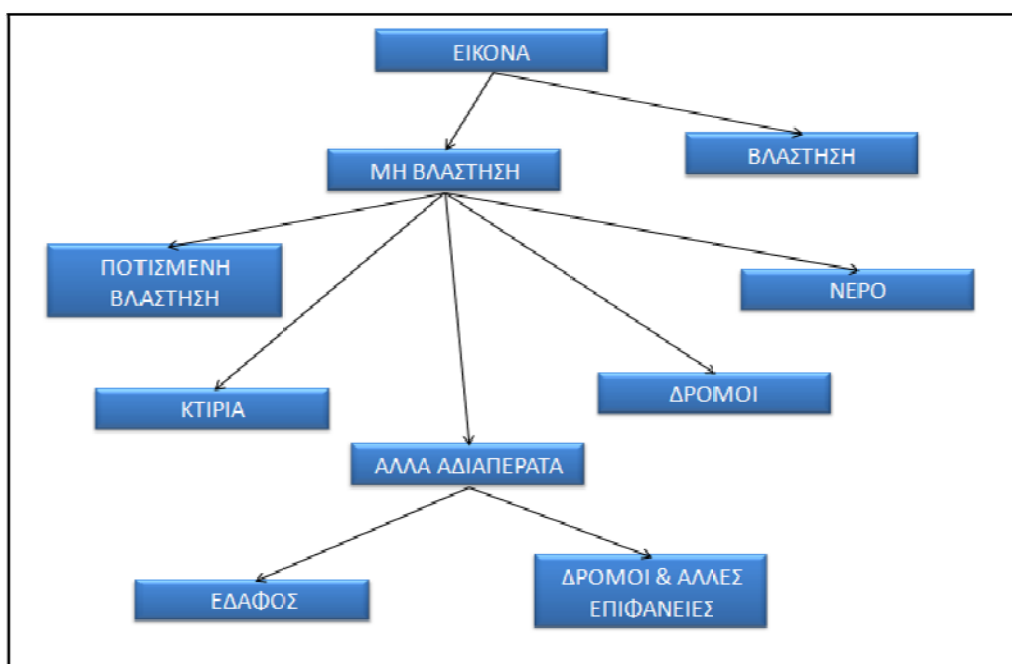 ΕΙΚΟΝΑ
ΒΛΑΣΤΗΣΗ
ΜΗ ΒΛΑΣΤΗΣΗ
ΠΟΤΙΣΜΕΝΗ
ΒΛΑΣΤΗΣΗ
ΝΕΡΟ
ΚΤΙΡΙΑ
ΔΡΟΜΟΙ
ΑΛΛΑ ΑΔΙΑΠΕΡΑΤΑ
ΕΔΑΦΟΣ
ΔΡΟΜΟΙ & ΑΛΛΕΣ
ΕΠΙΦΑΝΕΙΕΣ